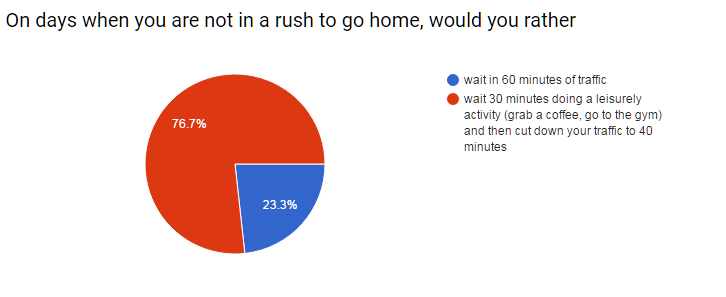 On days when you are not in a rush to go home, would you rather
wait in 60 minutes of traffic
wait 30 minutes doing a leisurely
activity (grab a coffee, go to the gym)
and then cut down your traffic to 40
minutes
76.7%
23.3%